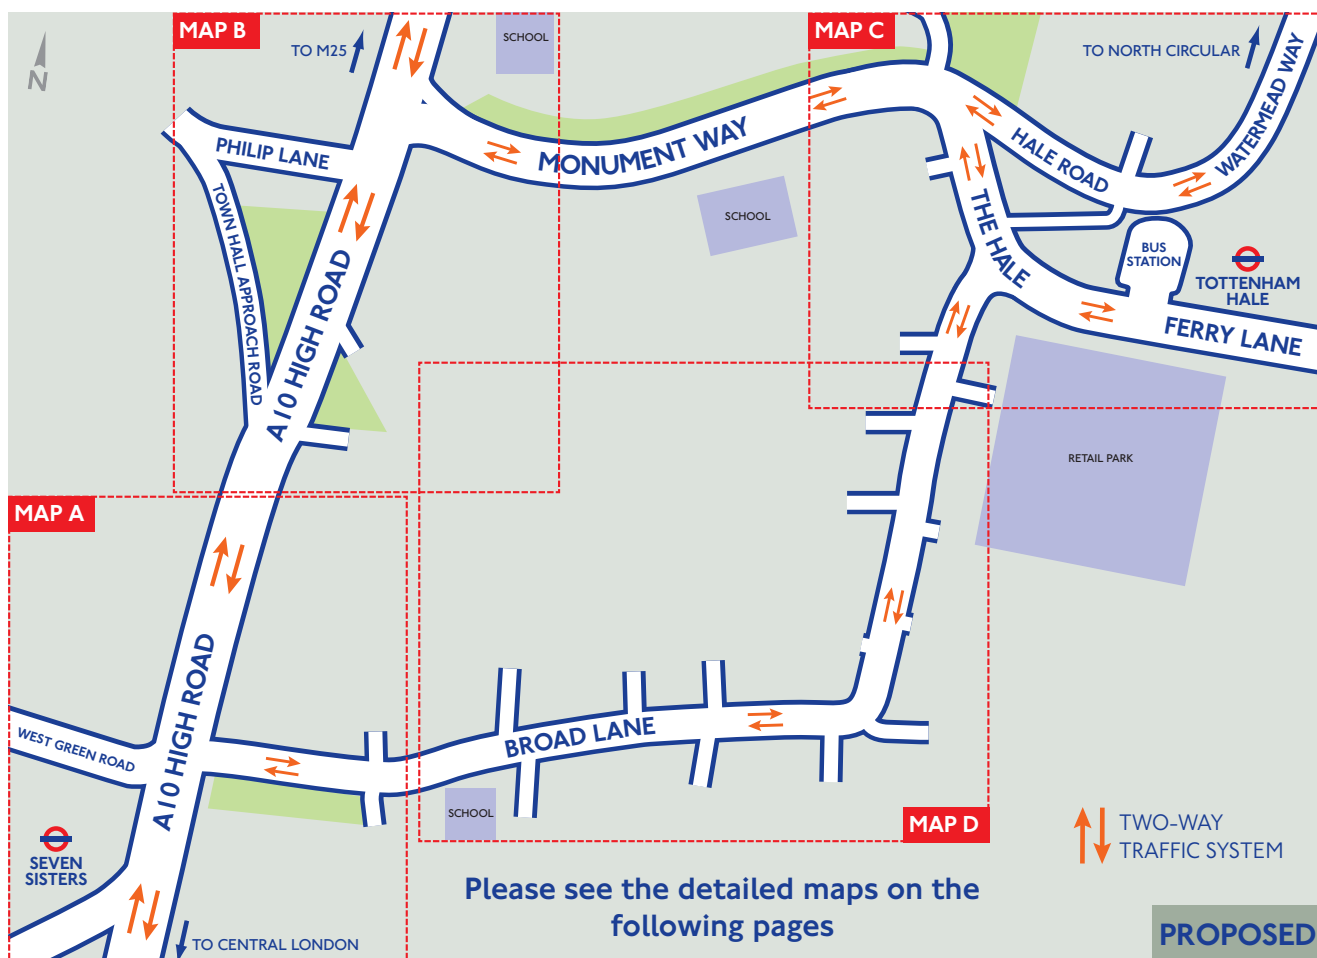 MAP B
TO M25
SCHOOL
MAP C
TO NORTH CIRCULAR
WATERMEAD WAY
N
PHILIP LANE
MONUMENT WAY
HALE ROAD
TOWN HALL APPROACH ROAD
SCHOOL
THE HALE
BUS
STATION
TOTTENHAM
HALE
A10 HIGH ROAD
FERRY LANE
RETAIL PARK
MAP A
A10 HIGH ROAD
WEST GREEN ROAD
BROAD LANE
SCHOOL
MAP D
SEVEN
SISTERS
TWO-WAY
TRAFFIC SYSTEM
Please see the detailed maps on the
following pages
TO CENTRAL LONDON
PROPOSED